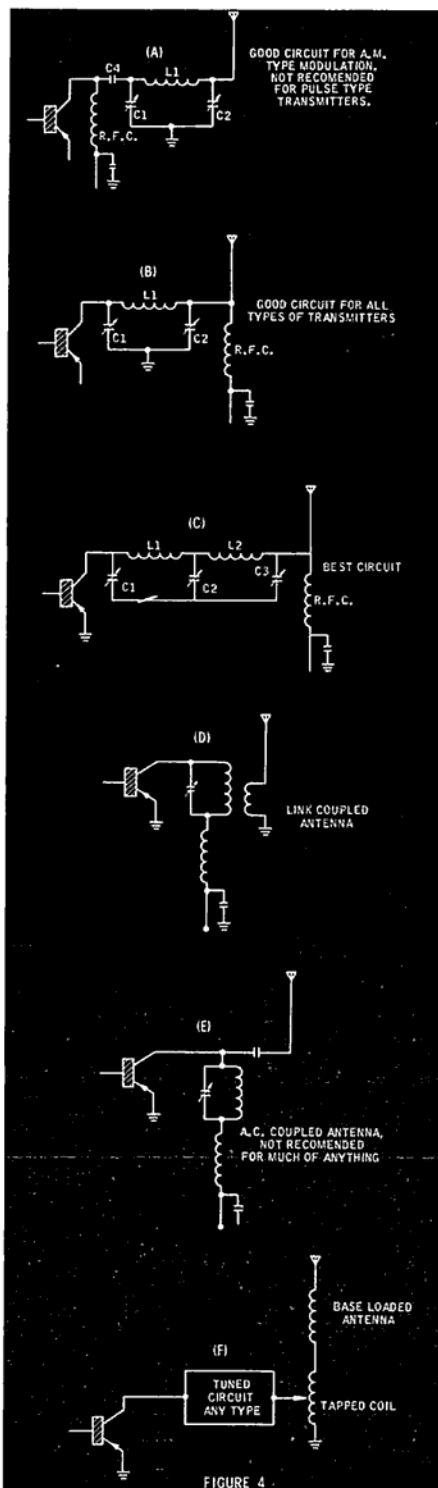 (A)
GOOD CIRCUIT FOR A.M.
TYPE MODULATION.
NOT RECOMENDED
FOR PULSE TYPE
TRANSMITTERS.
C4
L1
C1
C2
R.F.C.
(B)
L1
GOOD CIRCUIT FOR ALL
TYPES OF TRANSMITTERS
C1
C2
R.F.C.
(C)
L1
L2
C3
BEST CIRCUIT
C1
C2
R.F.C.
(D)
LINK COUPLED
ANTENNA
(E)
A.C. COUPLED ANTENNA,
NOT RECOMENDED
FOR MUCH OF ANYTHING
BASE LOADED
ANTENNA
(F)
TUNED
CIRCUIT
ANY TYPE
TAPPED COIL
FIGURE 4